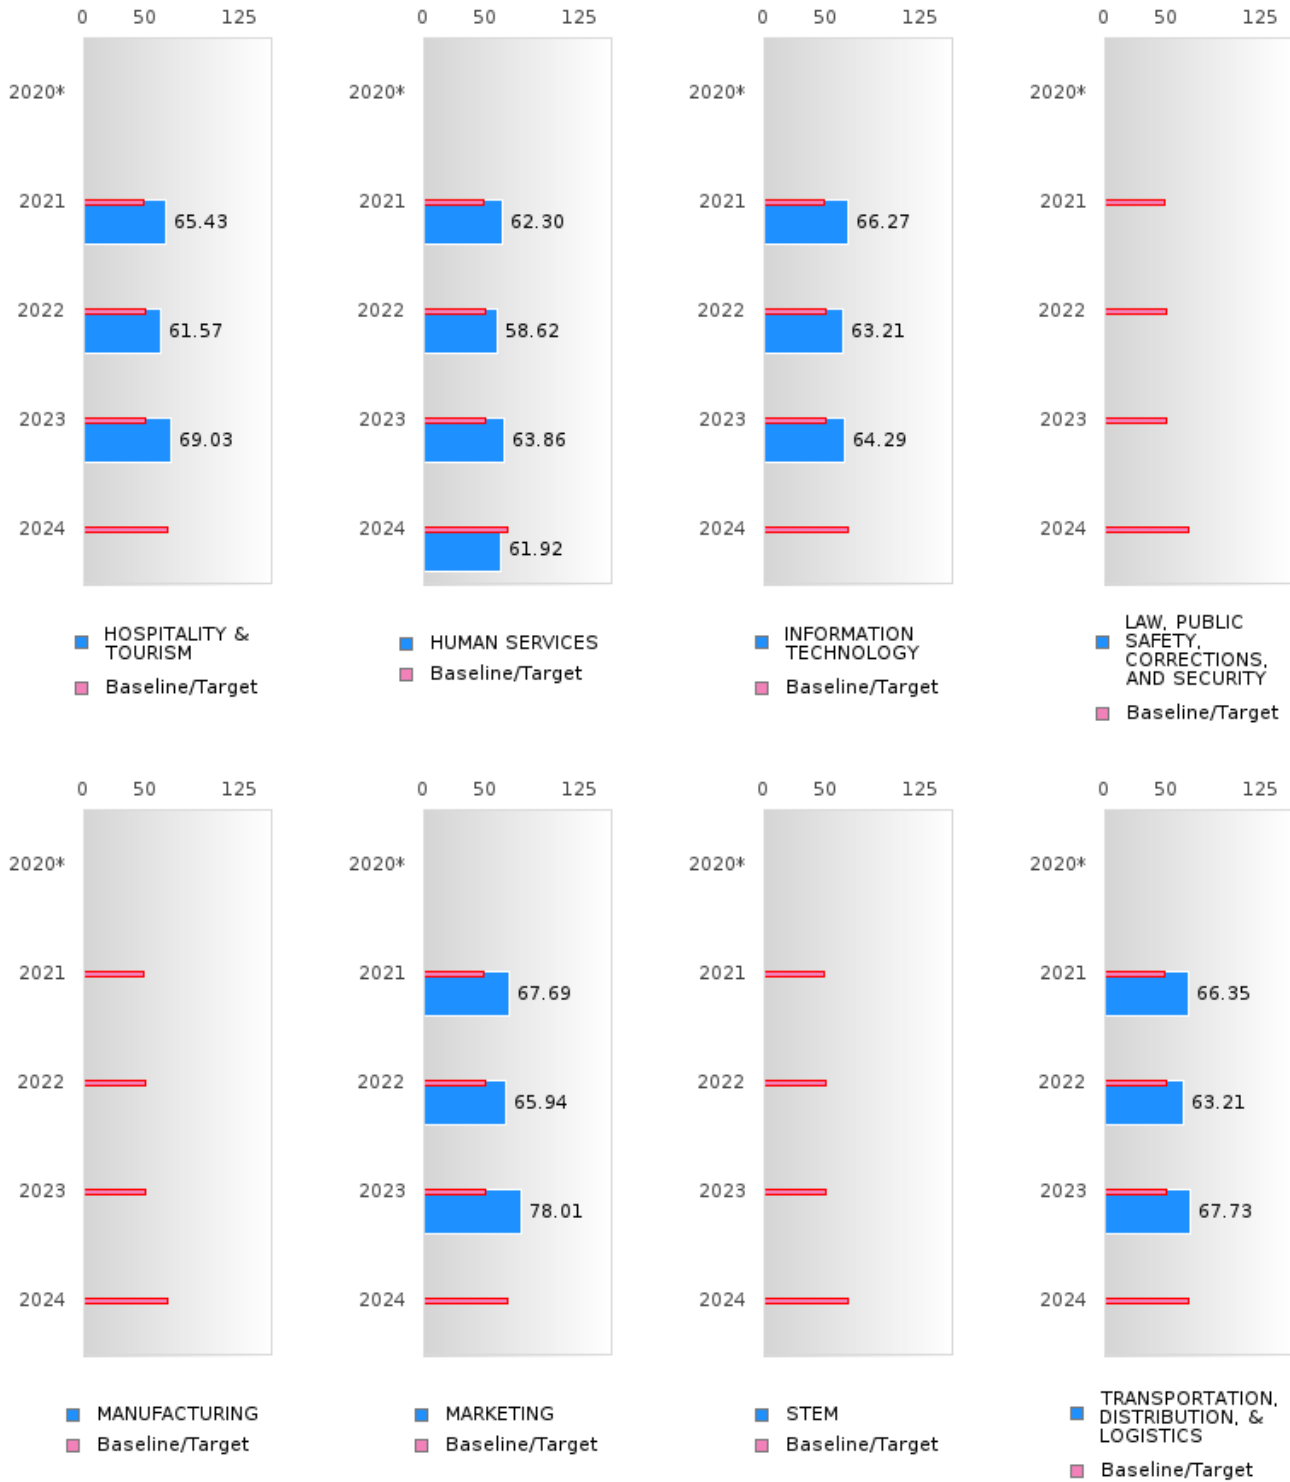 0 50 125
2020*
2021 65.43
2022 61.57
2023 69.03
2024
HOSPITALITY &
TOURISM
Baseline/Target
0 50 125
2020*
2021 62.30
2022 58.62
2023 63.86
2024 61.92
HUMAN SERVICES
Baseline/Target
0 50 125
2020*
2021 66.27
2022 63.21
2023 64.29
2024
INFORMATION
TECHNOLOGY
Baseline/Target
0 50 125
2020*
2021
2022
2023
2024
LAW, PUBLIC
SAFETY,
CORRECTIONS,
AND SECURITY
Baseline/Target
0 50 125
2020*
2021
2022
2023
2024
MANUFACTURING
Baseline/Target
0 50 125
2020*
2021 67.69
2022 65.94
2023 78.01
2024
MARKETING
Baseline/Target
0 50 125
2020*
2021
2022
2023
2024
STEM
Baseline/Target
0 50 125
2020*
2021 66.35
2022 63.21
2023 67.73
2024
TRANSPORTATION,
DISTRIBUTION, &
LOGISTICS
Baseline/Target